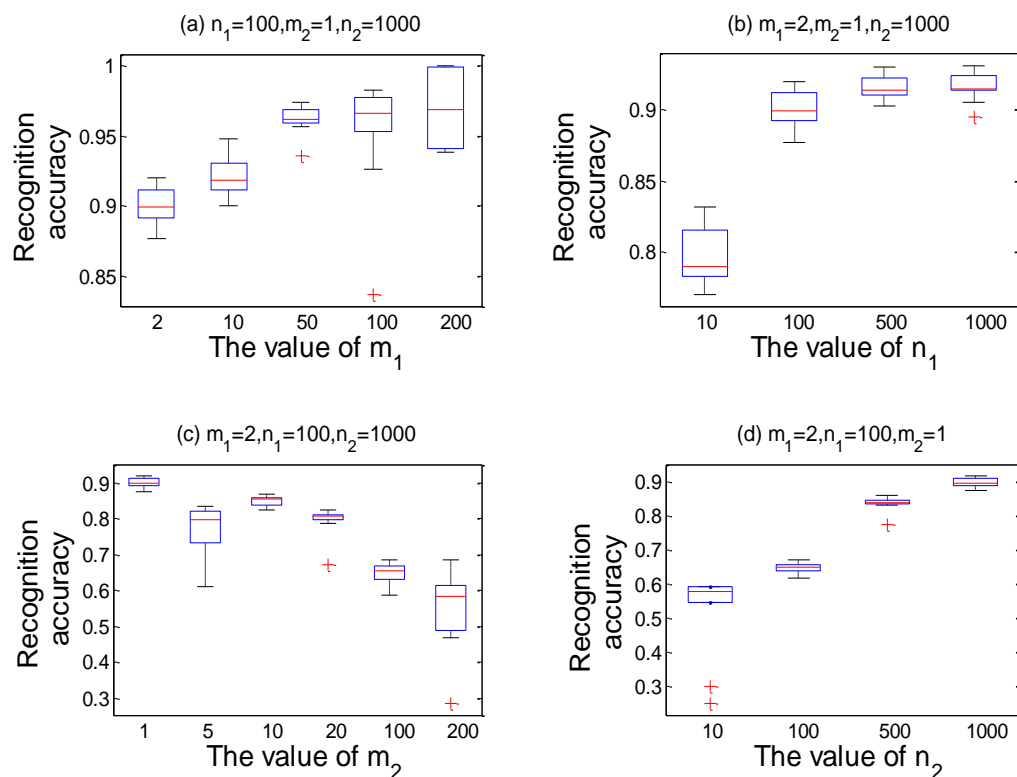 (a) n₁=100,m₂=1,n₂=1000
1
0.95
0.9
0.85
Recognition
accuracy
2 10 50 100 200
The value of m₁
(b) m₁=2,m₂=1,n₂=1000
0.9
0.85
0.8
Recognition
accuracy
10 100 500 1000
The value of n₁
(c) m₁=2,n₁=100,n₂=1000
0.9
0.8
0.7
0.6
0.5
0.4
0.3
Recognition
accuracy
1 5 10 20 100 200
The value of m₂
(d) m₁=2,n₁=100,m₂=1
0.9
0.8
0.7
0.6
0.5
0.4
0.3
Recognition
accuracy
10 100 500 1000
The value of n₂